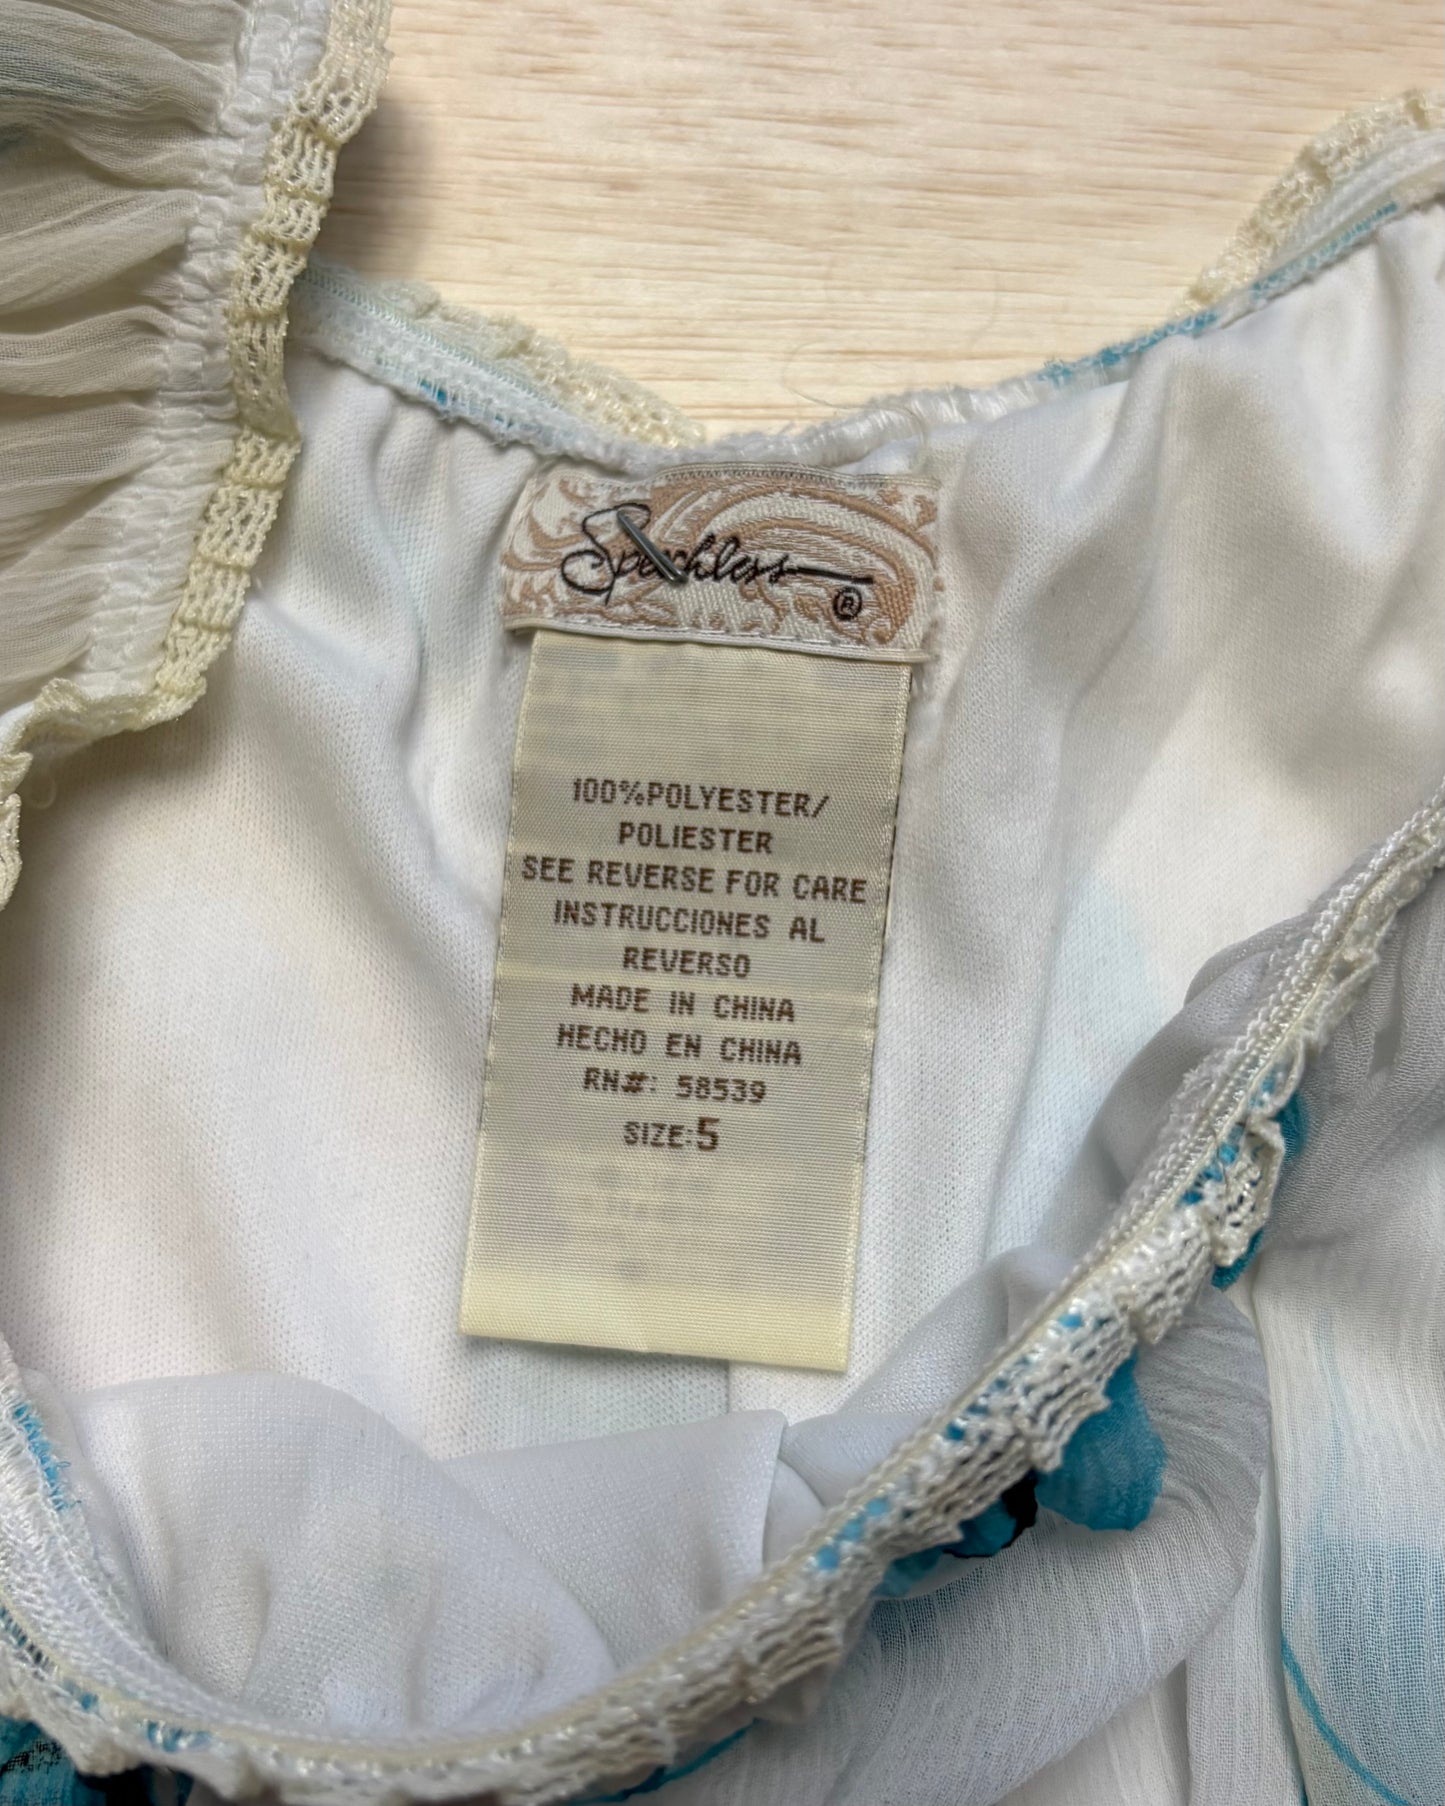 Speechless
®
100%POLYESTER/
POLIESTER
SEE REVERSE FOR CARE
INSTRUCCIONES AL
REVERSO
MADE IN CHINA
HECHO EN CHINA
RN#: 58539
SIZE:5